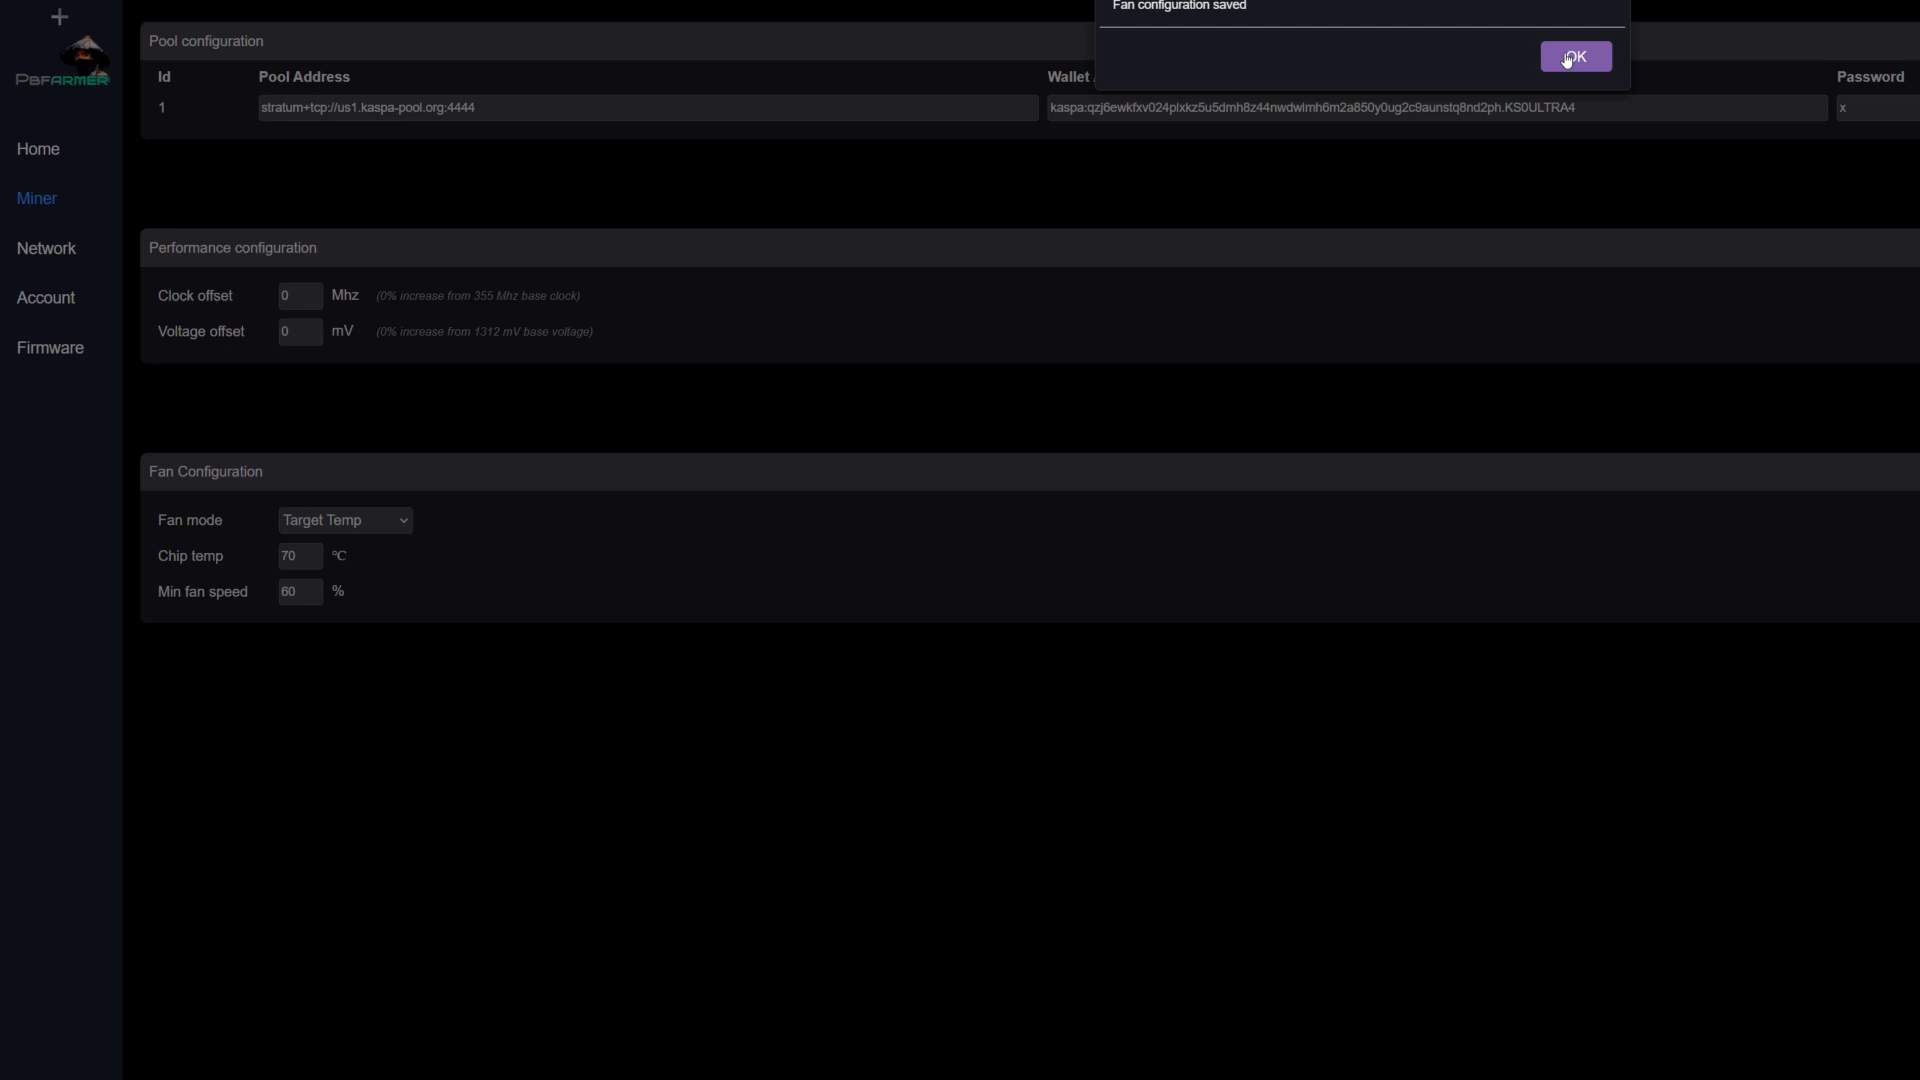 Fan configuration saved
OK
PBFARMER
Home
Miner
Network
Account
Firmware
Pool configuration
Id Pool Address Wallet Password
1 stratum+tcp://us1.kaspa-pool.org:4444 kaspa:qzj6ewkfxv024plxkz5u5dmh8z44nwdwlmh6m2a850y0ug2c9aunstq8nd2ph.KS0ULTRA4 x
Performance configuration
Clock offset 0 Mhz (0% increase from 355 Mhz base clock)
Voltage offset 0 mV (0% increase from 1312 mV base voltage)
Fan Configuration
Fan mode Target Temp
Chip temp 70 °C
Min fan speed 60 %